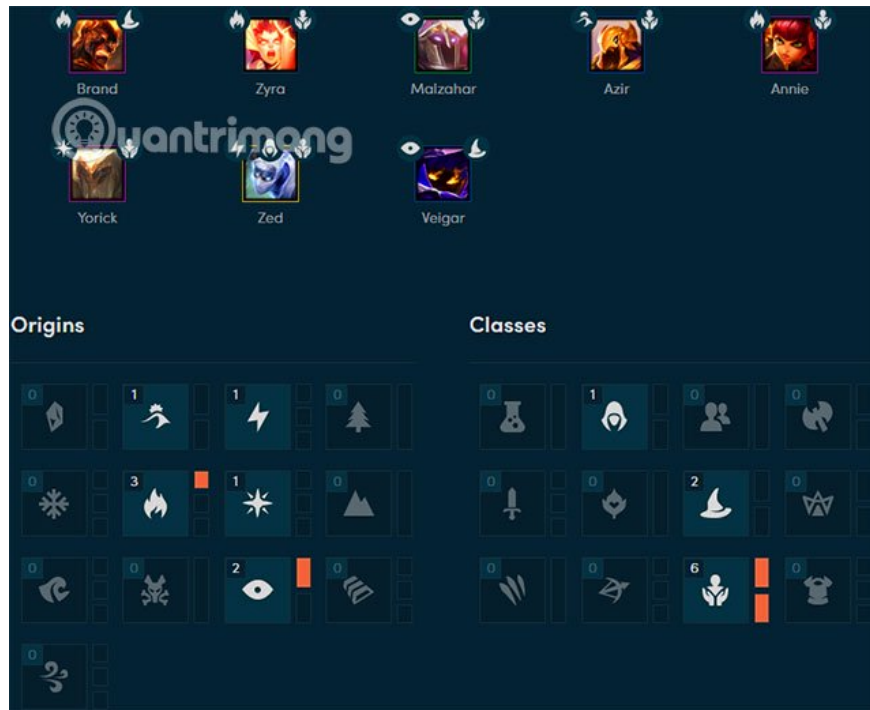 Brand Zyra Malzahar Azir Annie
Quantrimang
Yorick Zed Veigar
Origins Classes
0 1 1 0 0 1 0 0
0 3 1 0 0 0 2 0
0 0 2 0 0 0 6 0
0